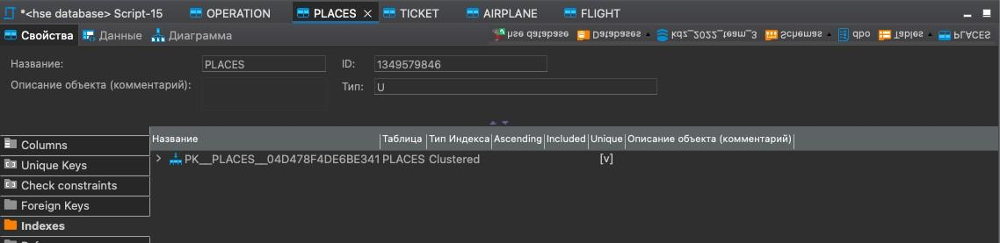 *<hse database> Script-15 OPERATION PLACES TICKET AIRPLANE FLIGHT
Свойства Данные Диаграмма hse database Databases kdz_2022_team_3 Schemas dbo Tables PLACES
Название: PLACES ID: 1349579846
Описание объекта (комментарий): Тип: U
Название Таблица Тип Индекса Ascending Included Unique Описание объекта (комментарий)
PK__PLACES__04D478F4DE6BE341 PLACES Clustered [v]
Columns
Unique Keys
Check constraints
Foreign Keys
Indexes